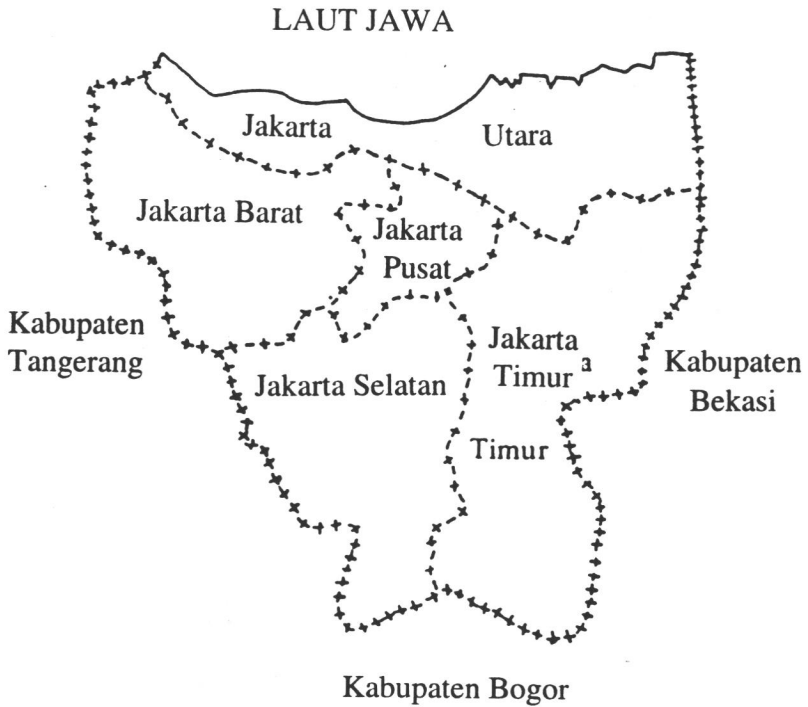 LAUT JAWA
Jakarta
Utara
Jakarta Barat
Jakarta
Pusat
Kabupaten
Tangerang
Jakarta
Timur a
Kabupaten
Bekasi
Jakarta Selatan
Timur
Kabupaten Bogor